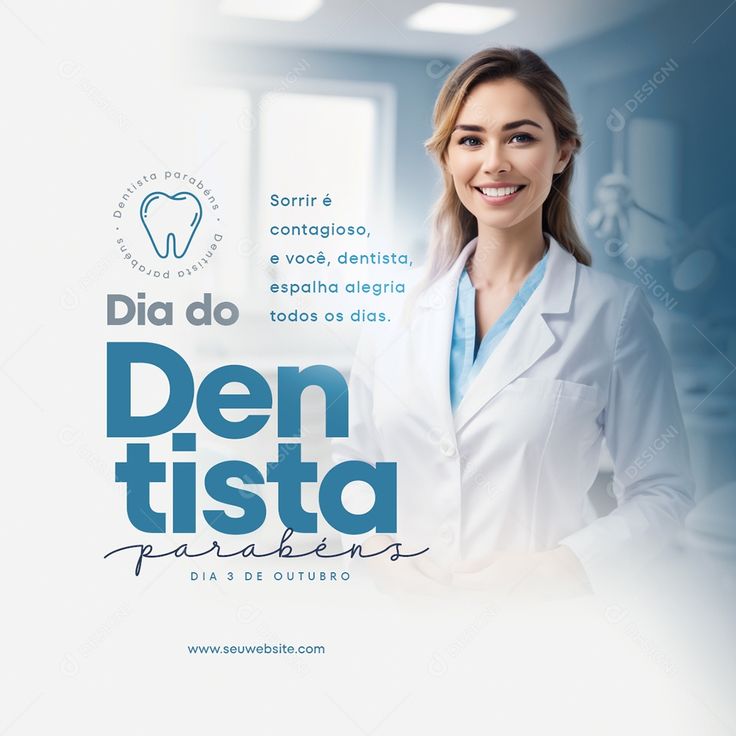 Dentista parabéns · Dentista parabéns ·
Sorrir é
contagioso,
e você, dentista,
espalha alegria
todos os dias.
Dia do
Den
tista
parabéns
DIA 3 DE OUTUBRO
www.seuwebsite.com
DESIGNI